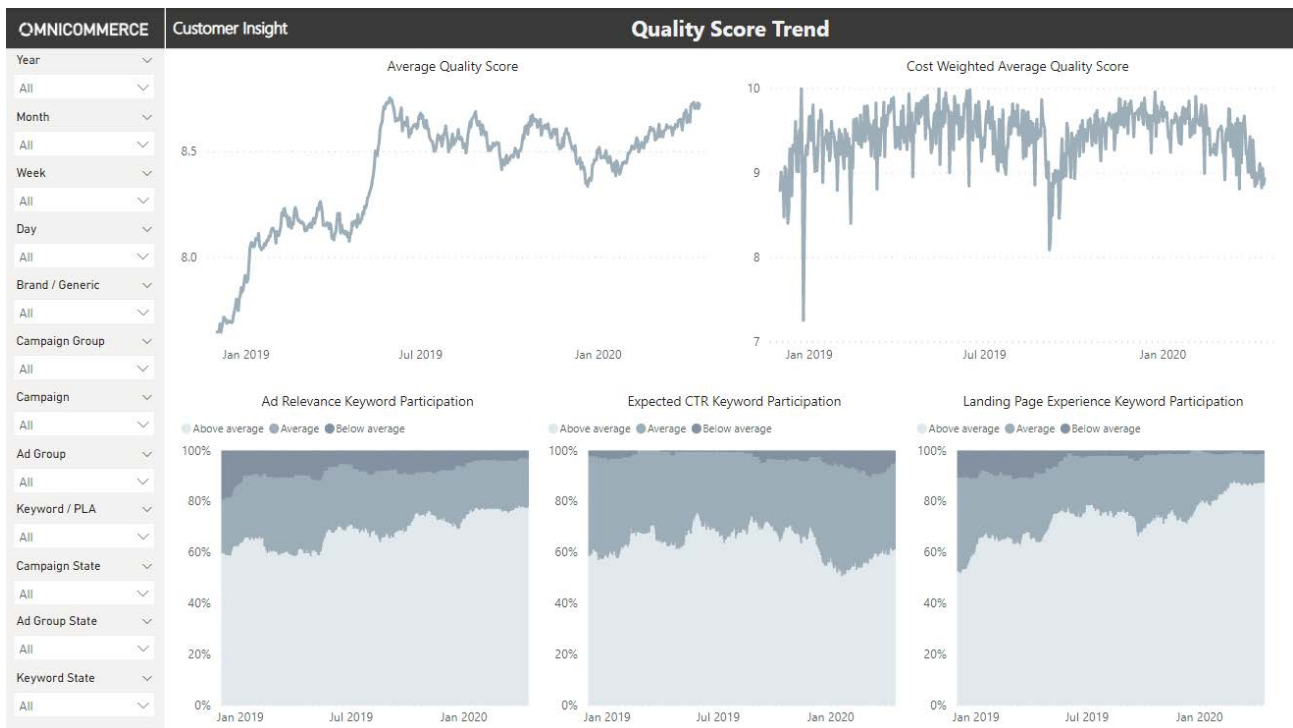 OMNICOMMERCE
Customer Insight
Quality Score Trend
Year
All
Month
All
Week
All
Day
All
Brand / Generic
All
Campaign Group
All
Campaign
All
Ad Group
All
Keyword / PLA
All
Campaign State
All
Ad Group State
All
Keyword State
All
Average Quality Score
8.5
8.0
Jan 2019 Jul 2019 Jan 2020
Cost Weighted Average Quality Score
10
9
8
7
Jan 2019 Jul 2019 Jan 2020
Ad Relevance Keyword Participation
Above average Average Below average
100%
80%
60%
40%
20%
0%
Jan 2019 Jul 2019 Jan 2020
Expected CTR Keyword Participation
Above average Average Below average
100%
80%
60%
40%
20%
0%
Jan 2019 Jul 2019 Jan 2020
Landing Page Experience Keyword Participation
Above average Average Below average
100%
80%
60%
40%
20%
0%
Jan 2019 Jul 2019 Jan 2020